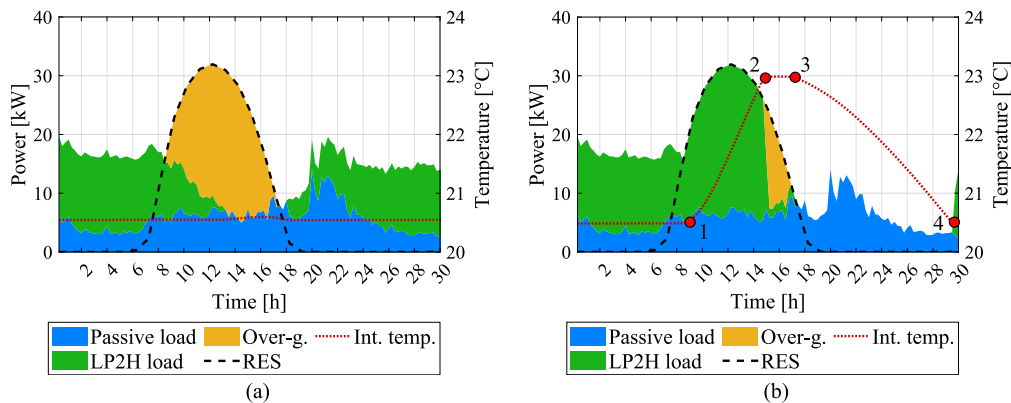 40
30
20
10
0
Power [kW]
24
23
22
21
20
Temperature [°C]
2 4 6 8 10 12 14 16 18 20 22 24 26 28 30
Time [h]
Passive load Over-g. Int. temp.
LP2H load RES
(a)
40
30
20
10
0
Power [kW]
1
2
3
4
24
23
22
21
20
Temperature [°C]
2 4 6 8 10 12 14 16 18 20 22 24 26 28 30
Time [h]
Passive load Over-g. Int. temp.
LP2H load RES
(b)